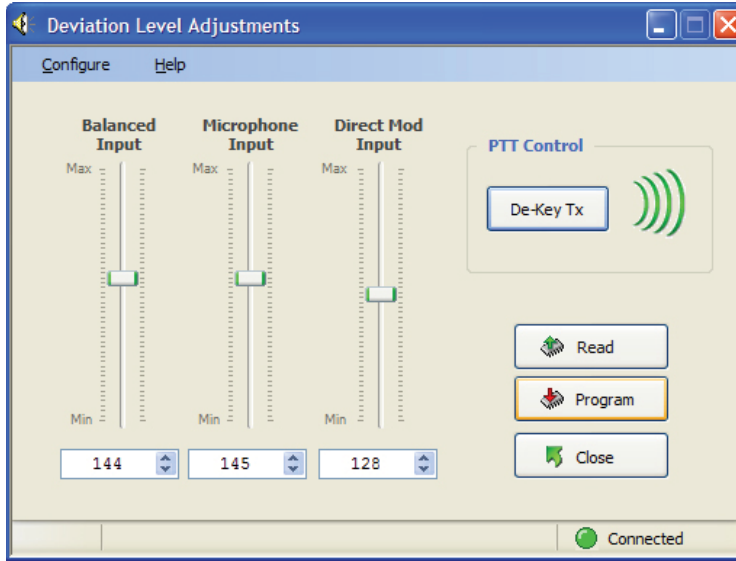 Deviation Level Adjustments
Configure Help
Balanced Input
Microphone Input
Direct Mod Input
Max
Max
Max
Min
Min
Min
144
145
128
PTT Control
De-Key Tx
Read
Program
Close
Connected